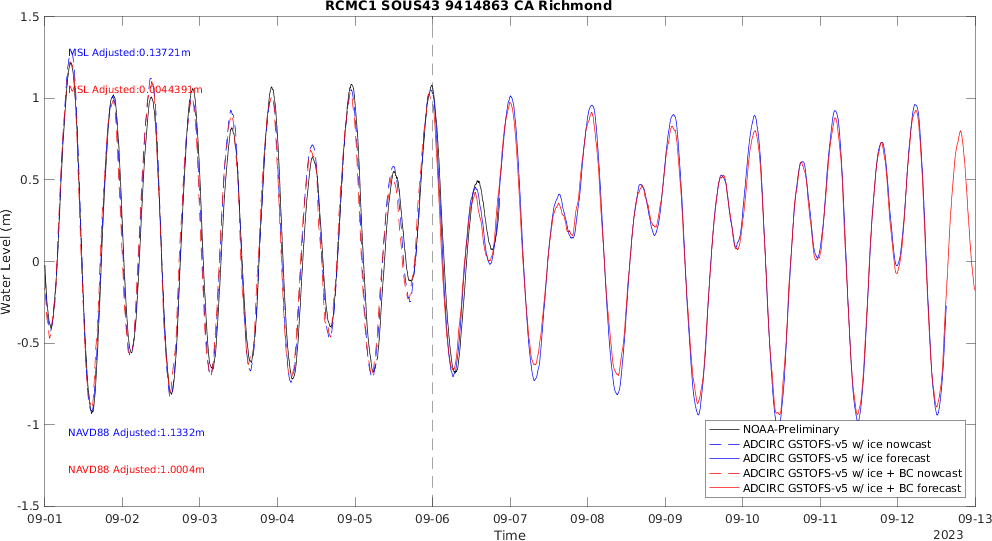 RCMC1 SOUS43 9414863 CA Richmond
1.5
MSL Adjusted:0.13721m
MSL Adjusted:0.0044391m
1
0.5
0
-0.5
-1
-1.5
Water Level (m)
NAVD88 Adjusted:1.1332m
NAVD88 Adjusted:1.0004m
NOAA-Preliminary
ADCIRC GSTOFS-v5 w/ ice nowcast
ADCIRC GSTOFS-v5 w/ ice forecast
ADCIRC GSTOFS-v5 w/ ice + BC nowcast
ADCIRC GSTOFS-v5 w/ ice + BC forecast
09-01 09-02 09-03 09-04 09-05 09-06 09-07 09-08 09-09 09-10 09-11 09-12 09-13
Time
2023